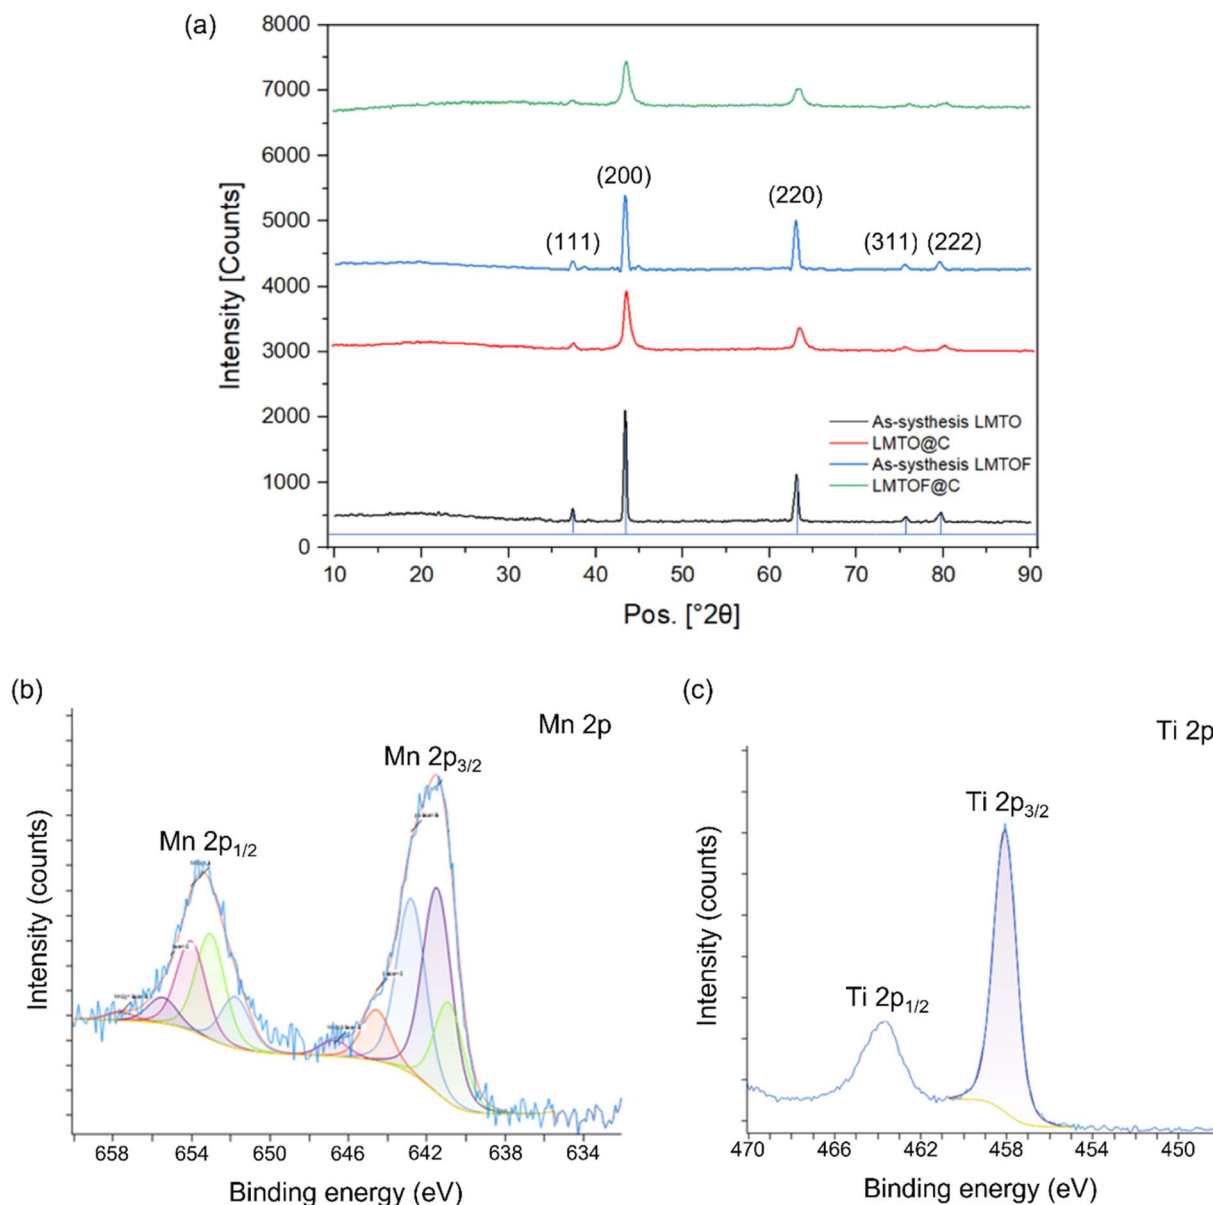 (a)
8000
7000
6000
5000
4000
3000
2000
1000
0
Intensity [Counts]
(111)
(200)
(220)
(311)
(222)
As-systhesis LMTO
LMTO@C
As-systhesis LMTOF
LMTOF@C
10 20 30 40 50 60 70 80 90
Pos. [°2θ]
(b)
Mn 2p
Mn 2p3/2
Mn 2p1/2
Intensity (counts)
658 654 650 646 642 638 634
Binding energy (eV)
(c)
Ti 2p
Ti 2p3/2
Ti 2p1/2
Intensity (counts)
470 466 462 458 454 450
Binding energy (eV)